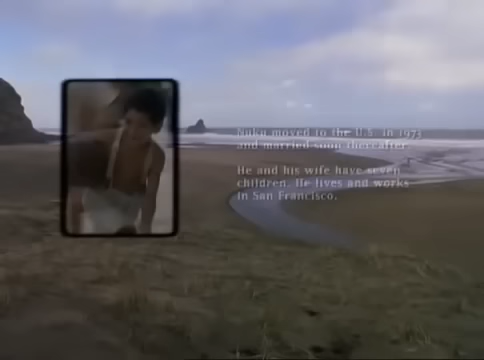 Nuku moved to the U.S. in 1973
and married soon thereafter.
He and his wife have seven
children. He lives and works
in San Francisco.